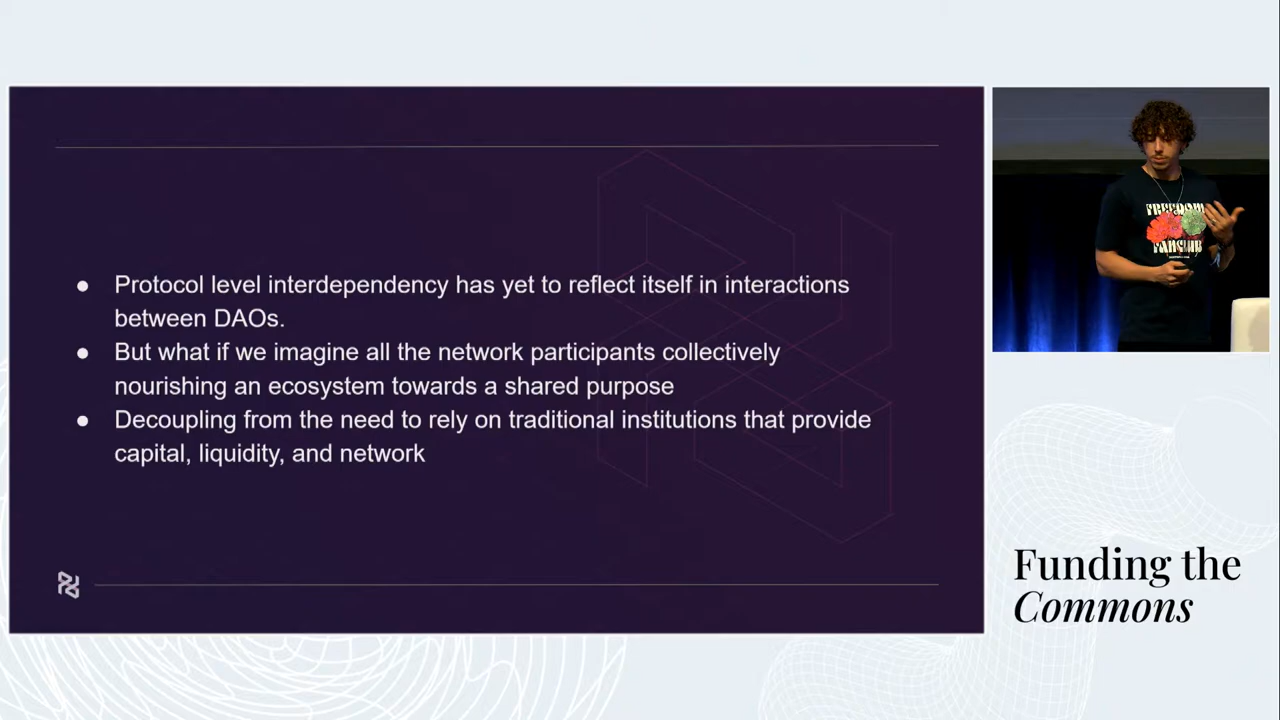 ● Protocol level interdependency has yet to reflect itself in interactions
between DAOs.
● But what if we imagine all the network participants collectively
nourishing an ecosystem towards a shared purpose
● Decoupling from the need to rely on traditional institutions that provide
capital, liquidity, and network
FREEDOM
FANCLUB
Funding the
Commons